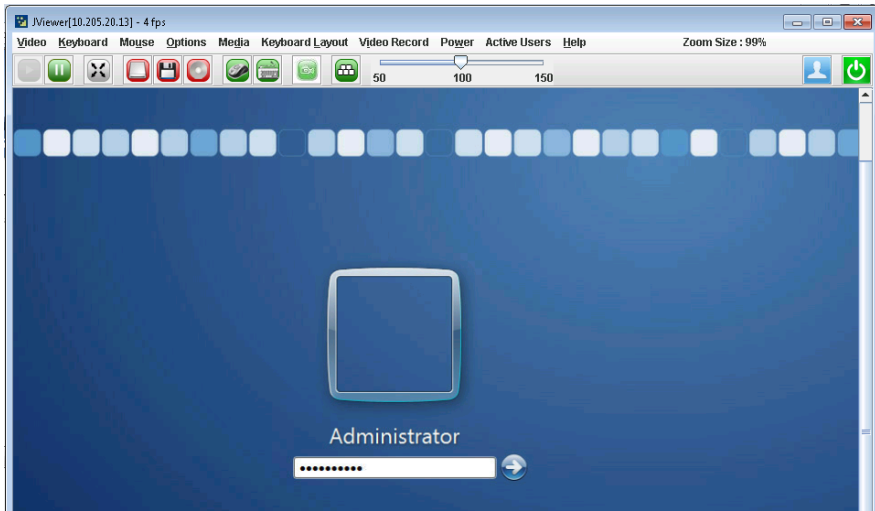 JViewer[10.205.20.13] - 4 fps
Video Keyboard Mouse Options Media Keyboard Layout Video Record Power Active Users Help Zoom Size : 99%
50 100 150
Administrator
••••••••••